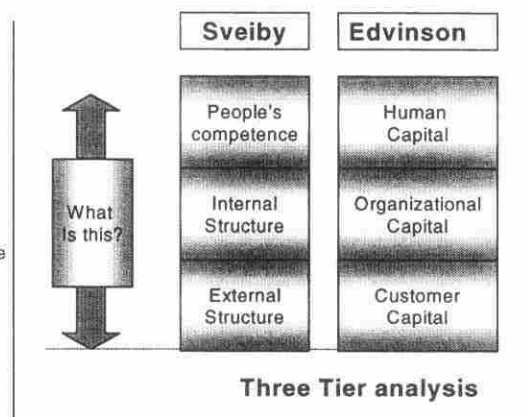 Sveiby
Edvinson
People's
competence
Human
Capital
What
Is this?
Internal
Structure
Organizational
Capital
External
Structure
Customer
Capital
Three Tier analysis